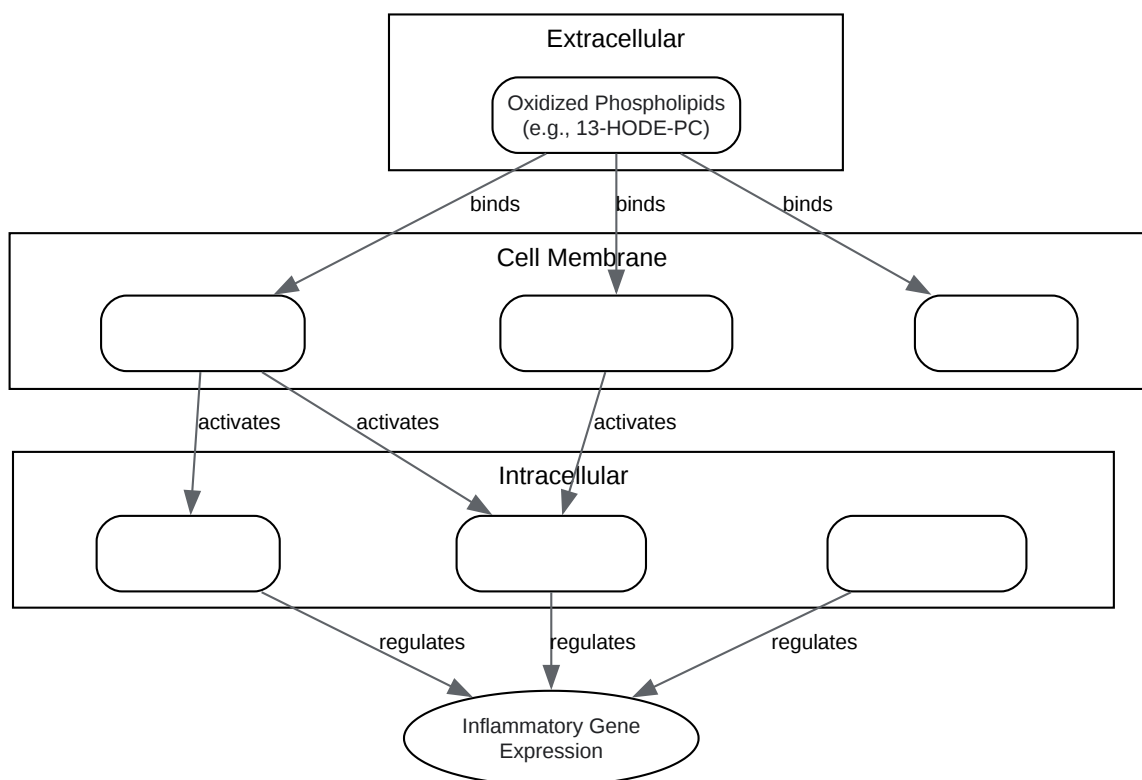 Extracellular
Oxidized Phospholipids
(e.g., 13-HODE-PC)
binds
binds
binds
Cell Membrane
activates
activates
activates
Intracellular
regulates
regulates
regulates
Inflammatory Gene
Expression